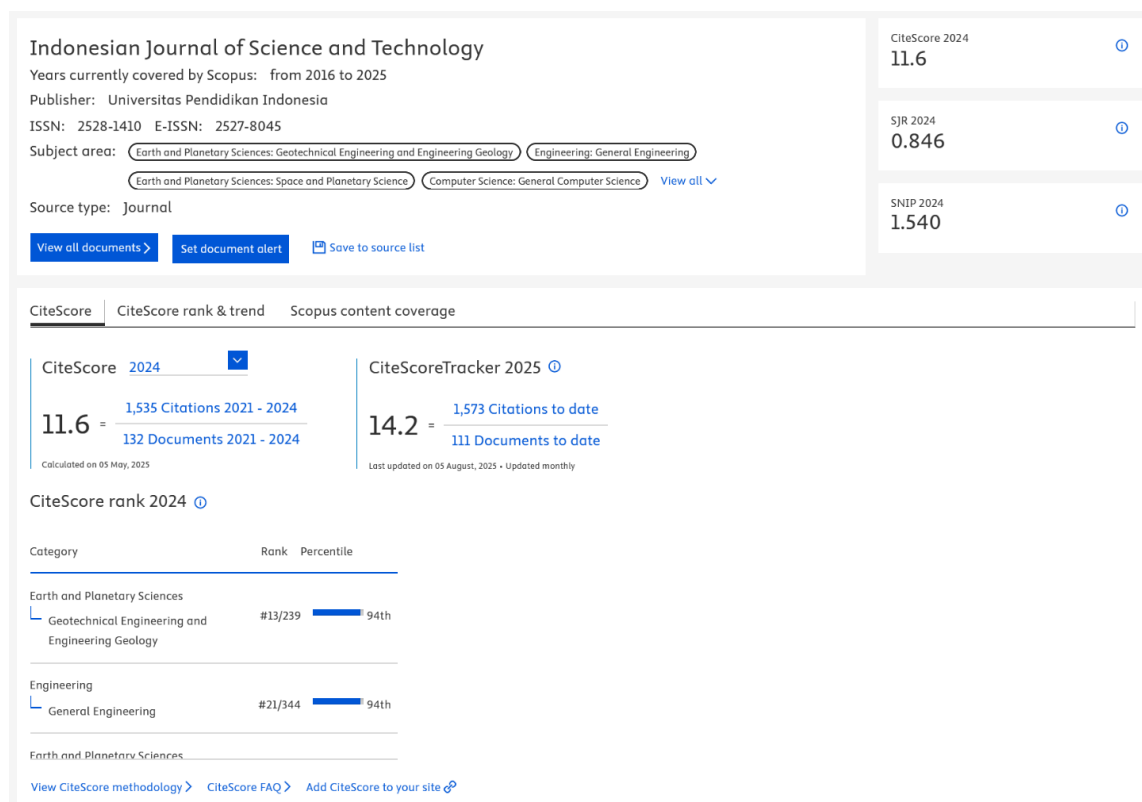 Indonesian Journal of Science and Technology
Years currently covered by Scopus: from 2016 to 2025
Publisher: Universitas Pendidikan Indonesia
ISSN: 2528-1410 E-ISSN: 2527-8045
Subject area: Earth and Planetary Sciences: Geotechnical Engineering and Engineering Geology Engineering: General Engineering
Earth and Planetary Sciences: Space and Planetary Science Computer Science: General Computer Science View all
Source type: Journal
View all documents Set document alert Save to source list
CiteScore 2024
11.6
SJR 2024
0.846
SNIP 2024
1.540
CiteScore CiteScore rank & trend Scopus content coverage
CiteScore 2024
11.6 =
1,535 Citations 2021 - 2024
132 Documents 2021 - 2024
Calculated on 05 May, 2025
CiteScoreTracker 2025
14.2 =
1,573 Citations to date
111 Documents to date
Last updated on 05 August, 2025 • Updated monthly
CiteScore rank 2024
Category Rank Percentile
Earth and Planetary Sciences
Geotechnical Engineering and
Engineering Geology
#13/239 94th
Engineering
General Engineering
#21/344 94th
Earth and Planetary Sciences
View CiteScore methodology CiteScore FAQ Add CiteScore to your site